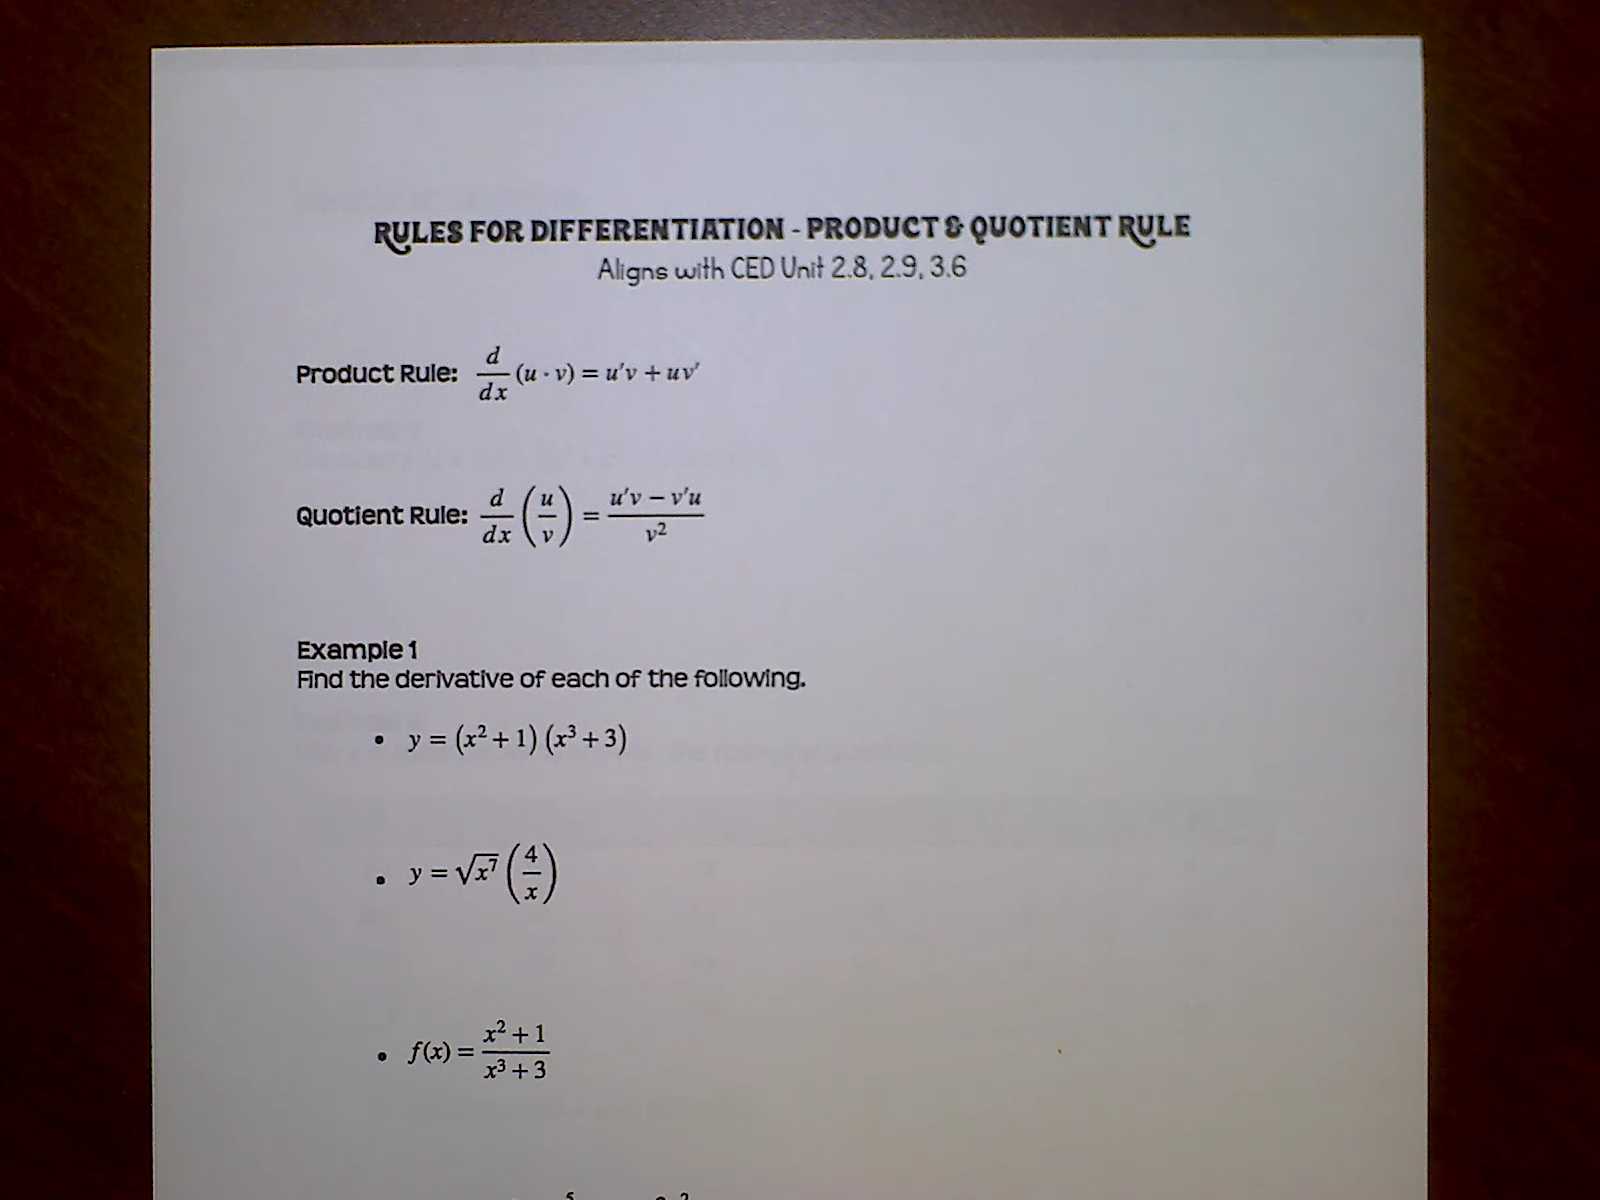 RULES FOR DIFFERENTIATION - PRODUCT & QUOTIENT RULE
Aligns with CED Unit 2.8, 2.9, 3.6
Product Rule: d/dx (u · v) = u'v + uv'
Quotient Rule: d/dx (u/v) = (u'v − v'u)/v²
Example 1
Find the derivative of each of the following.
• y = (x² + 1) (x³ + 3)
• y = √x⁷ (4/x)
• f(x) = (x² + 1)/(x³ + 3)